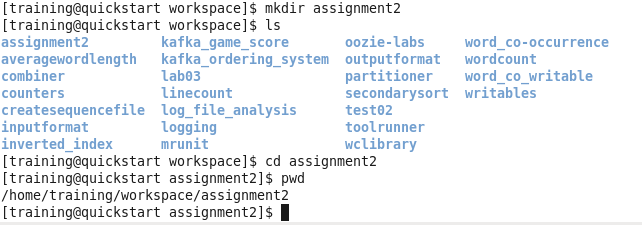 [training@quickstart workspace]$ mkdir assignment2
[training@quickstart workspace]$ ls
assignment2         kafka_game_score       oozie-labs     word_co-occurrence
averagewordlength   kafka_ordering_system  outputformat   wordcount
combiner            lab03                  partitioner    word_co_writable
counters            linecount              secondarysort  writables
createsequencefile  log_file_analysis      test02
inputformat         logging                toolrunner
inverted_index      mrunit                 wclibrary
[training@quickstart workspace]$ cd assignment2
[training@quickstart assignment2]$ pwd
/home/training/workspace/assignment2
[training@quickstart assignment2]$